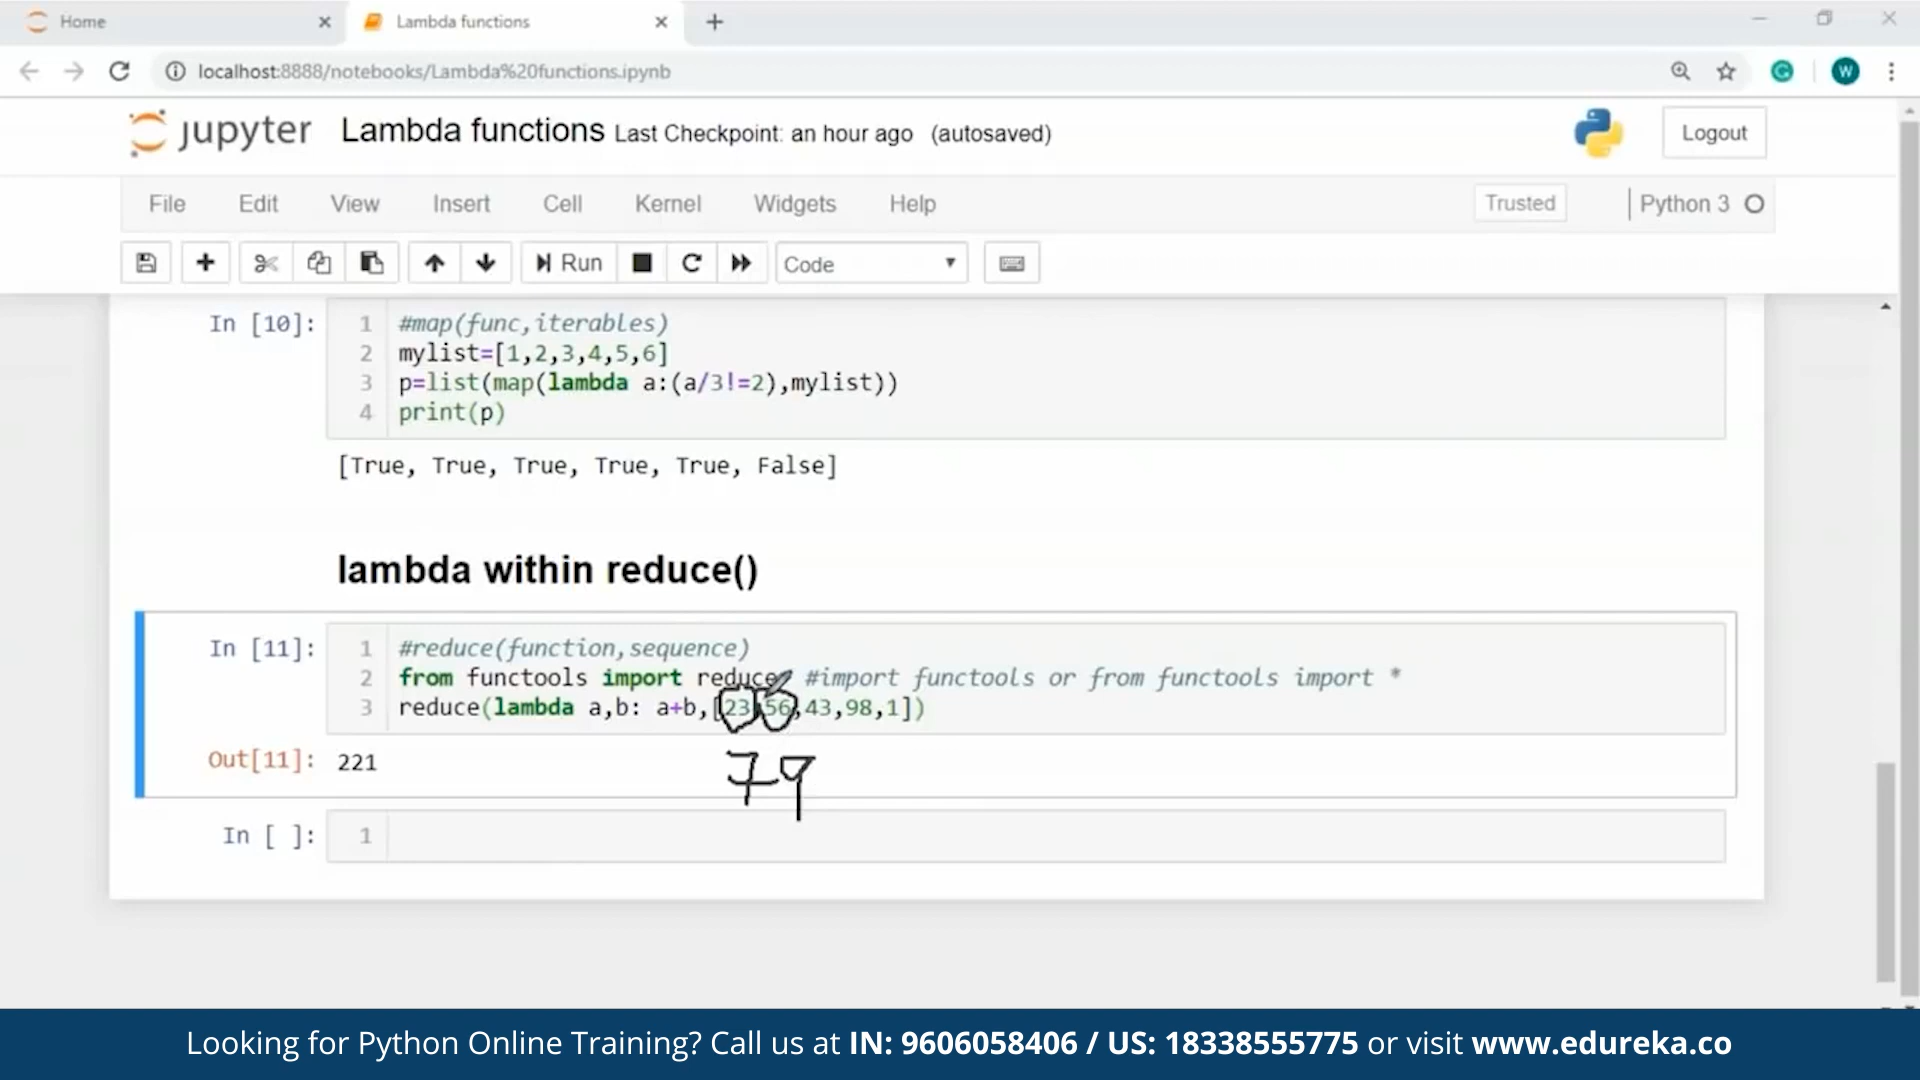 Home
Lambda functions
localhost:8888/notebooks/Lambda%20functions.ipynb
W
jupyter Lambda functions Last Checkpoint: an hour ago (autosaved)
Logout
File Edit View Insert Cell Kernel Widgets Help
Trusted
Python 3
Run
Code
In [10]:
1 #map(func,iterables)
2 mylist=[1,2,3,4,5,6]
3 p=list(map(lambda a:(a/3!=2),mylist))
4 print(p)
[True, True, True, True, True, False]
lambda within reduce()
In [11]:
1 #reduce(function,sequence)
2 from functools import reduce #import functools or from functools import *
3 reduce(lambda a,b: a+b,[23,56,43,98,1])
Out[11]: 221
79
In [ ]: 1
Looking for Python Online Training? Call us at IN: 9606058406 / US: 18338555775 or visit www.edureka.co